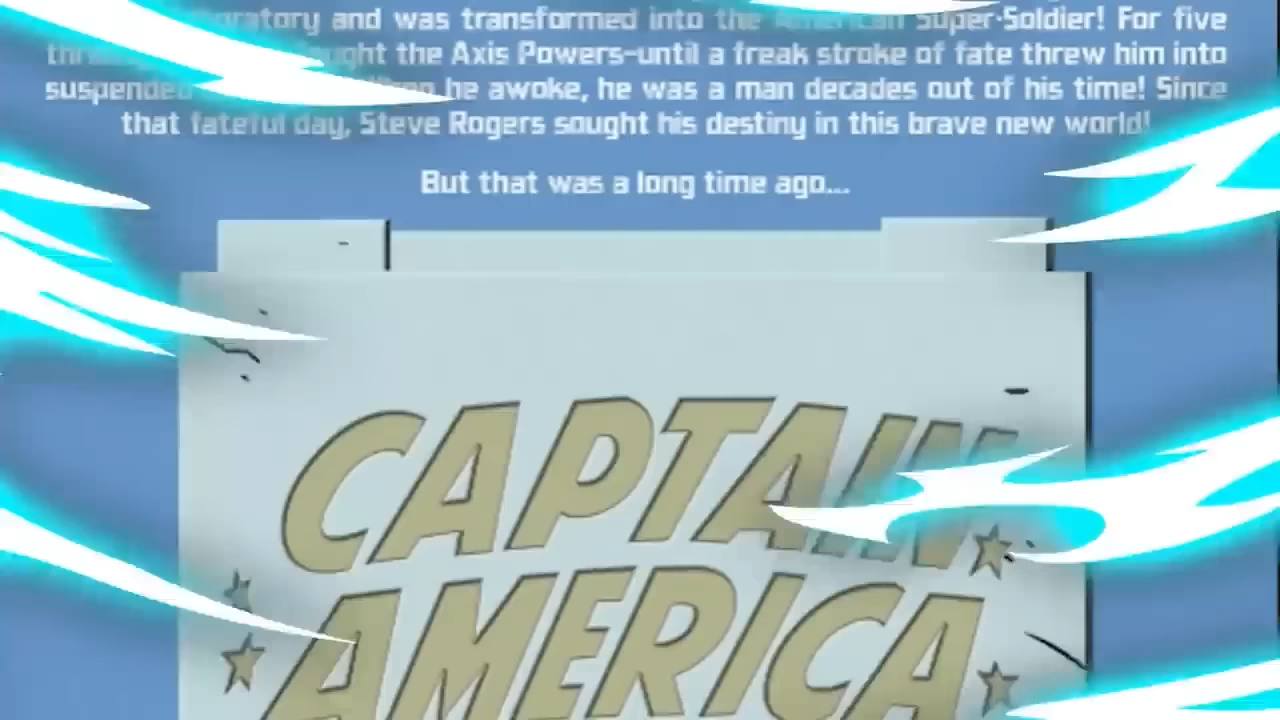 and was transformed into the American Super-Soldier! For five
the Axis Powers—until a freak stroke of fate threw him into
suspended he awoke, he was a man decades out of his time! Since
that fateful day, Steve Rogers sought his destiny in this brave new world!
But that was a long time ago...
CAPTAIN
AMERICA